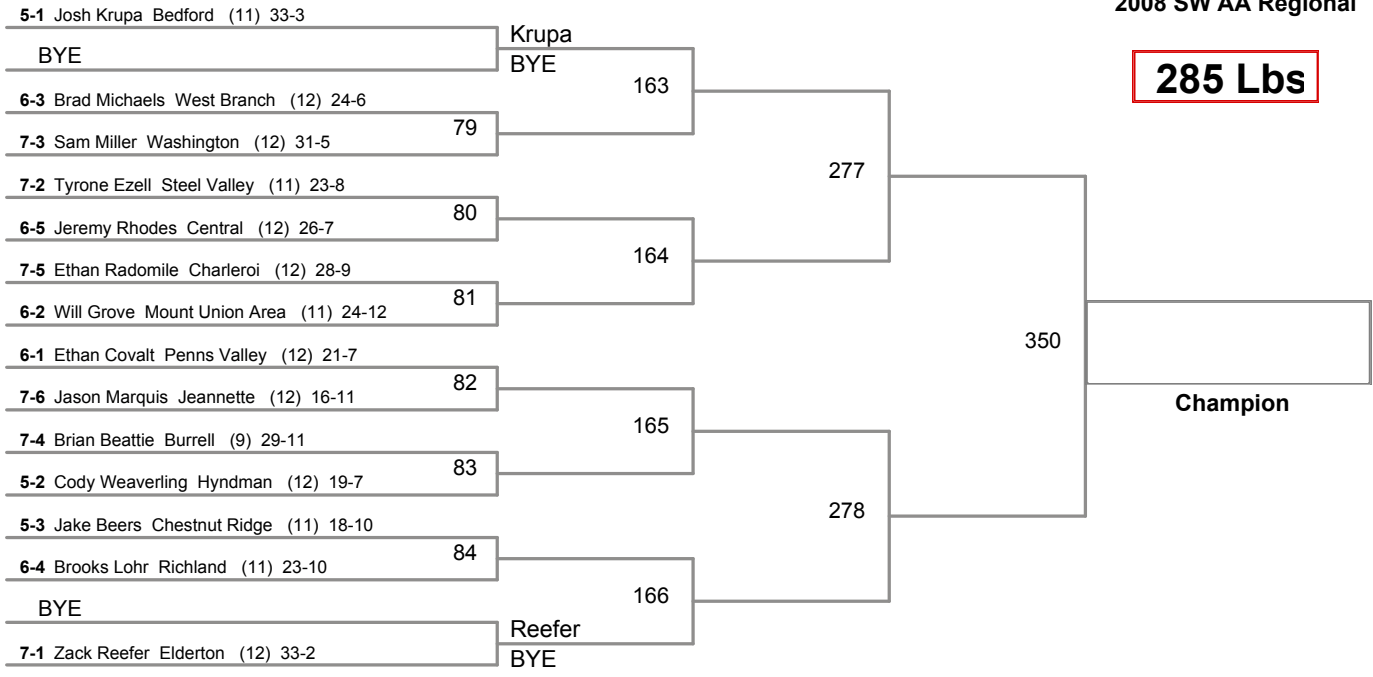 2008 SW AA Regional
285 Lbs
5-1 Josh Krupa Bedford (11) 33-3
BYE
Krupa
BYE
163
6-3 Brad Michaels West Branch (12) 24-6
79
7-3 Sam Miller Washington (12) 31-5
277
7-2 Tyrone Ezell Steel Valley (11) 23-8
80
6-5 Jeremy Rhodes Central (12) 26-7
164
7-5 Ethan Radomile Charleroi (12) 28-9
81
6-2 Will Grove Mount Union Area (11) 24-12
350
6-1 Ethan Covalt Penns Valley (12) 21-7
82
7-6 Jason Marquis Jeannette (12) 16-11
Champion
165
7-4 Brian Beattie Burrell (9) 29-11
83
5-2 Cody Weaverling Hyndman (12) 19-7
278
5-3 Jake Beers Chestnut Ridge (11) 18-10
84
6-4 Brooks Lohr Richland (11) 23-10
166
BYE
Reefer
BYE
7-1 Zack Reefer Elderton (12) 33-2